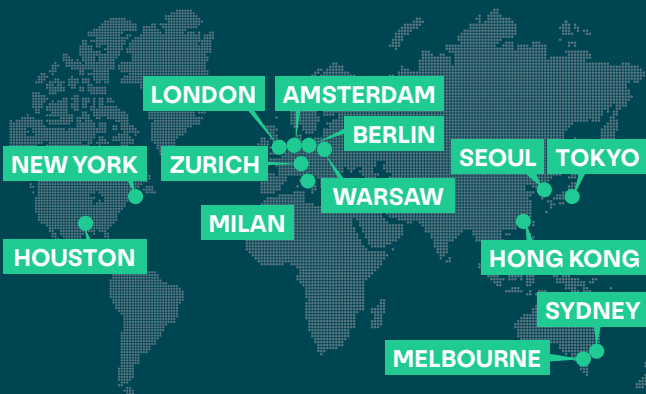 LONDON
AMSTERDAM
BERLIN
NEW YORK
ZURICH
SEOUL
TOKYO
WARSAW
MILAN
HOUSTON
HONG KONG
SYDNEY
MELBOURNE